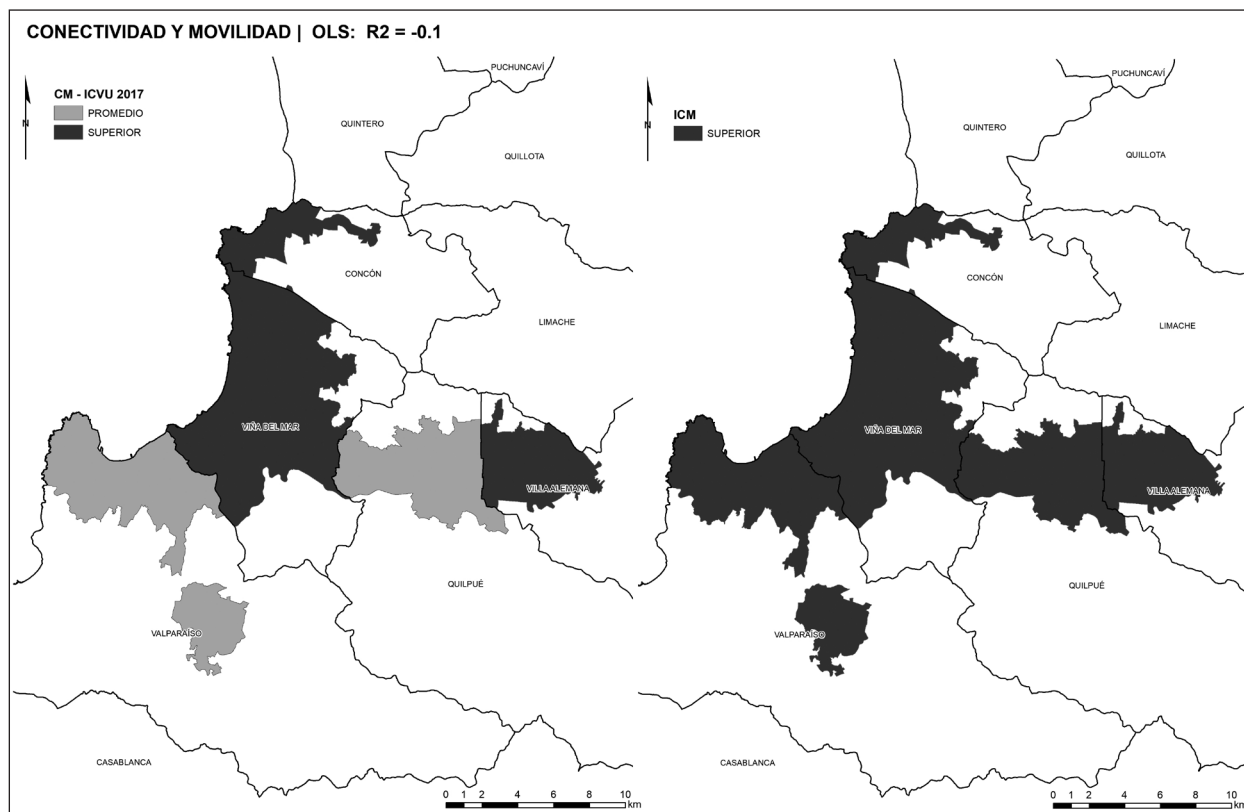 CONECTIVIDAD Y MOVILIDAD | OLS: R2 = -0.1
N
CM - ICVU 2017
PROMEDIO
SUPERIOR
PUCHUNCAVÍ
QUINTERO
QUILLOTA
CONCÓN
LIMACHE
VIÑA DEL MAR
VILLA ALEMANA
QUILPUÉ
VALPARAÍSO
CASABLANCA
0 1 2 4 6 8 10
km
N
ICM
SUPERIOR
PUCHUNCAVÍ
QUINTERO
QUILLOTA
CONCÓN
LIMACHE
VIÑA DEL MAR
VILLA ALEMANA
QUILPUÉ
VALPARAÍSO
CASABLANCA
0 1 2 4 6 8 10
km